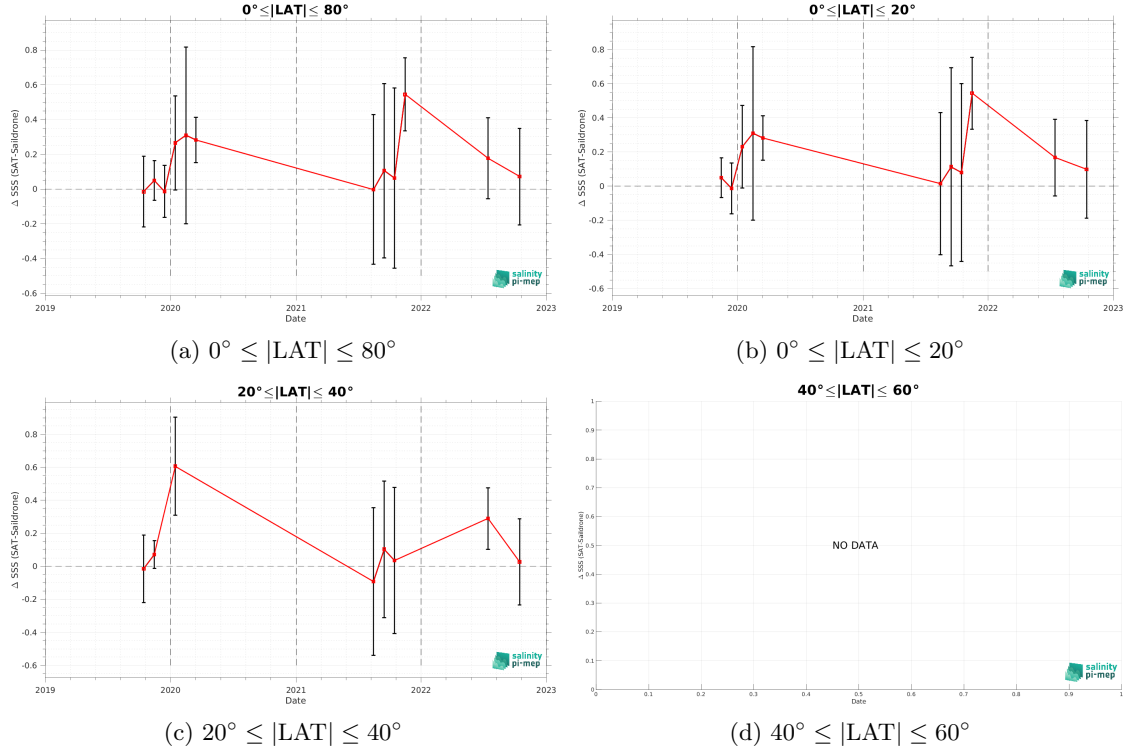 0°≤|LAT|≤ 80°
Δ SSS (SAT-Saildrone)
0.8
0.6
0.4
0.2
0
-0.2
-0.4
-0.6
2019 2020 2021 2022 2023
Date
salinity
pi-mep
(a) 0° ≤ |LAT| ≤ 80°
0°≤|LAT|≤ 20°
Δ SSS (SAT-Saildrone)
0.8
0.6
0.4
0.2
0
-0.2
-0.4
-0.6
2019 2020 2021 2022 2023
Date
salinity
pi-mep
(b) 0° ≤ |LAT| ≤ 20°
20°≤|LAT|≤ 40°
Δ SSS (SAT-Saildrone)
0.8
0.6
0.4
0.2
0
-0.2
-0.4
-0.6
2019 2020 2021 2022 2023
Date
salinity
pi-mep
(c) 20° ≤ |LAT| ≤ 40°
40°≤|LAT|≤ 60°
Δ SSS (SAT-Saildrone)
1
0.9
0.8
0.7
0.6
0.5
0.4
0.3
0.2
0.1
0
NO DATA
0 0.1 0.2 0.3 0.4 0.5 0.6 0.7 0.8 0.9 1
Date
salinity
pi-mep
(d) 40° ≤ |LAT| ≤ 60°